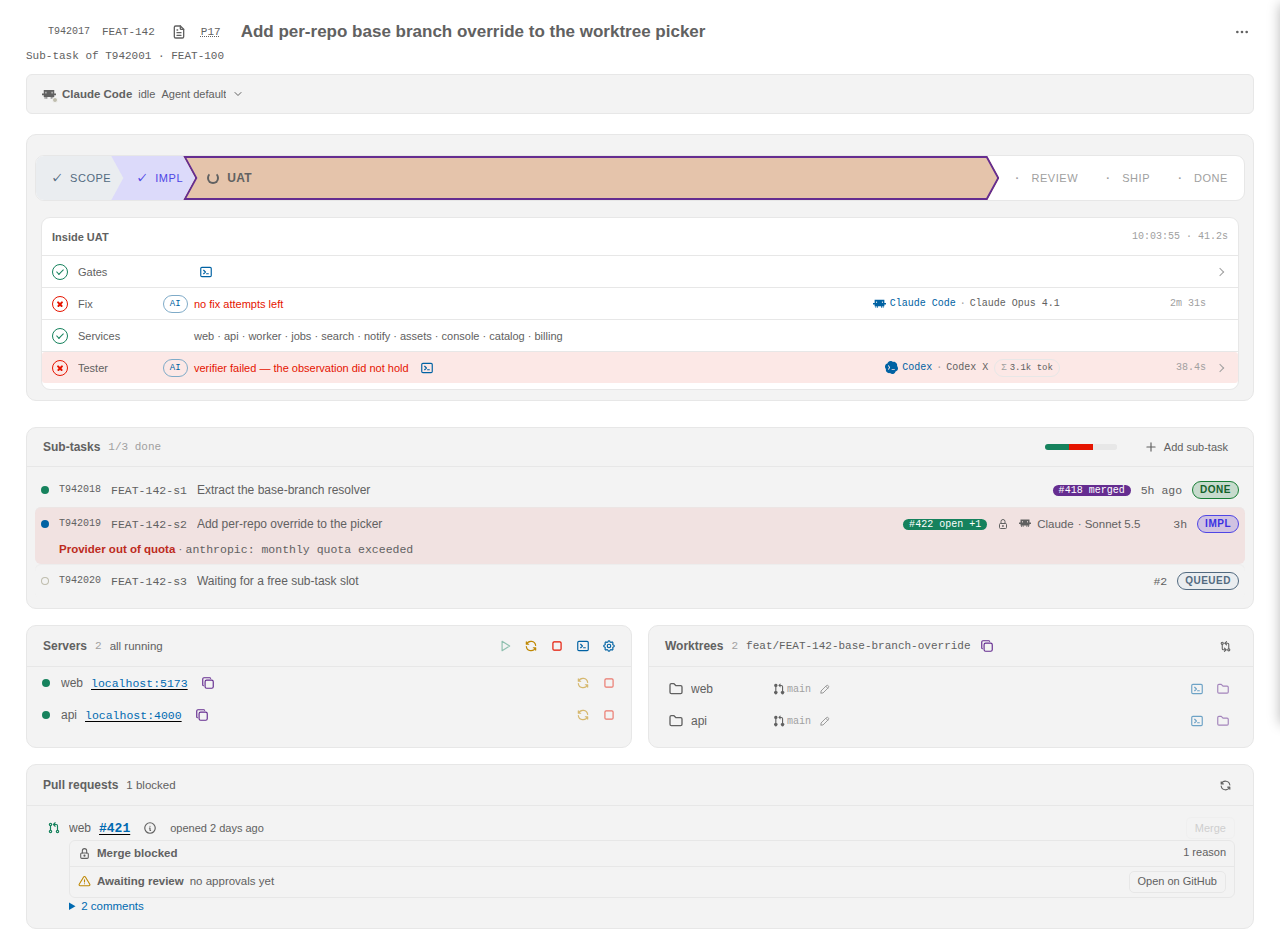 T942017 FEAT-142 P17 Add per-repo base branch override to the worktree picker
Sub-task of T942001 · FEAT-100
Claude Code idle Agent default
SCOPE IMPL UAT REVIEW SHIP DONE
Inside UAT 10:03:55 · 41.2s
Gates
Fix AI no fix attempts left Claude Code · Claude Opus 4.1 2m 31s
Services web · api · worker · jobs · search · notify · assets · console · catalog · billing
Tester AI verifier failed — the observation did not hold Codex · Codex X Σ 3.1k tok 38.4s
Sub-tasks 1/3 done Add sub-task
T942018 FEAT-142-s1 Extract the base-branch resolver #418 merged 5h ago DONE
T942019 FEAT-142-s2 Add per-repo override to the picker #422 open +1 Claude · Sonnet 5.5 3h IMPL
Provider out of quota · anthropic: monthly quota exceeded
T942020 FEAT-142-s3 Waiting for a free sub-task slot #2 QUEUED
Servers 2 all running
web localhost:5173
api localhost:4000
Worktrees 2 feat/FEAT-142-base-branch-override
web main
api main
Pull requests 1 blocked
web #421 opened 2 days ago Merge
Merge blocked 1 reason
Awaiting review no approvals yet Open on GitHub
2 comments